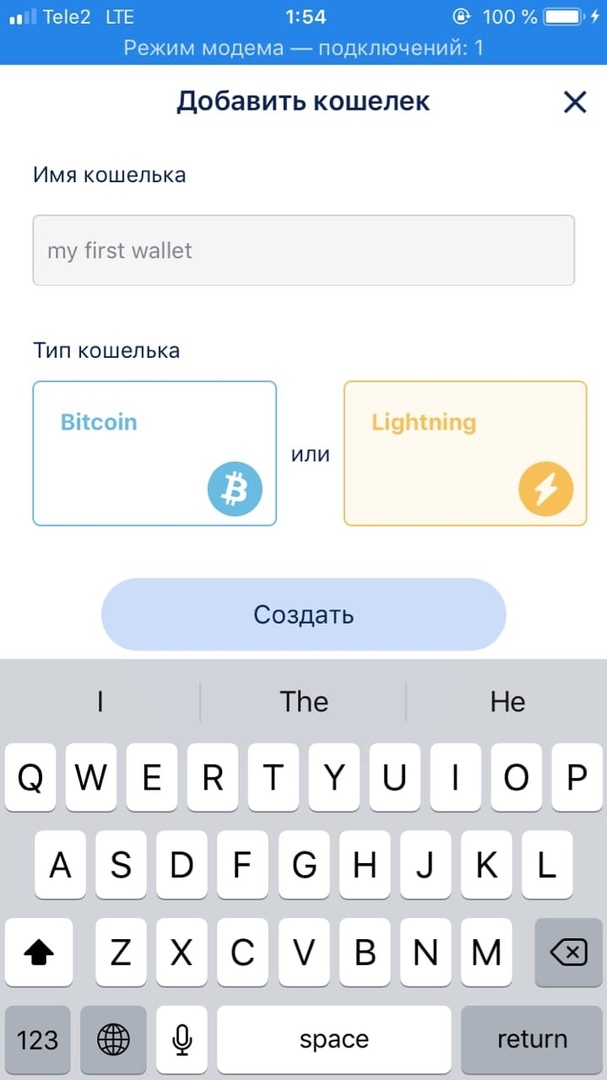 Tele2 LTE 1:54 100 %
Режим модема — подключений: 1
Добавить кошелек
Имя кошелька
my first wallet
Тип кошелька
Bitcoin
или
Lightning
Создать
I The He
Q W E R T Y U I O P
A S D F G H J K L
Z X C V B N M
123 space return